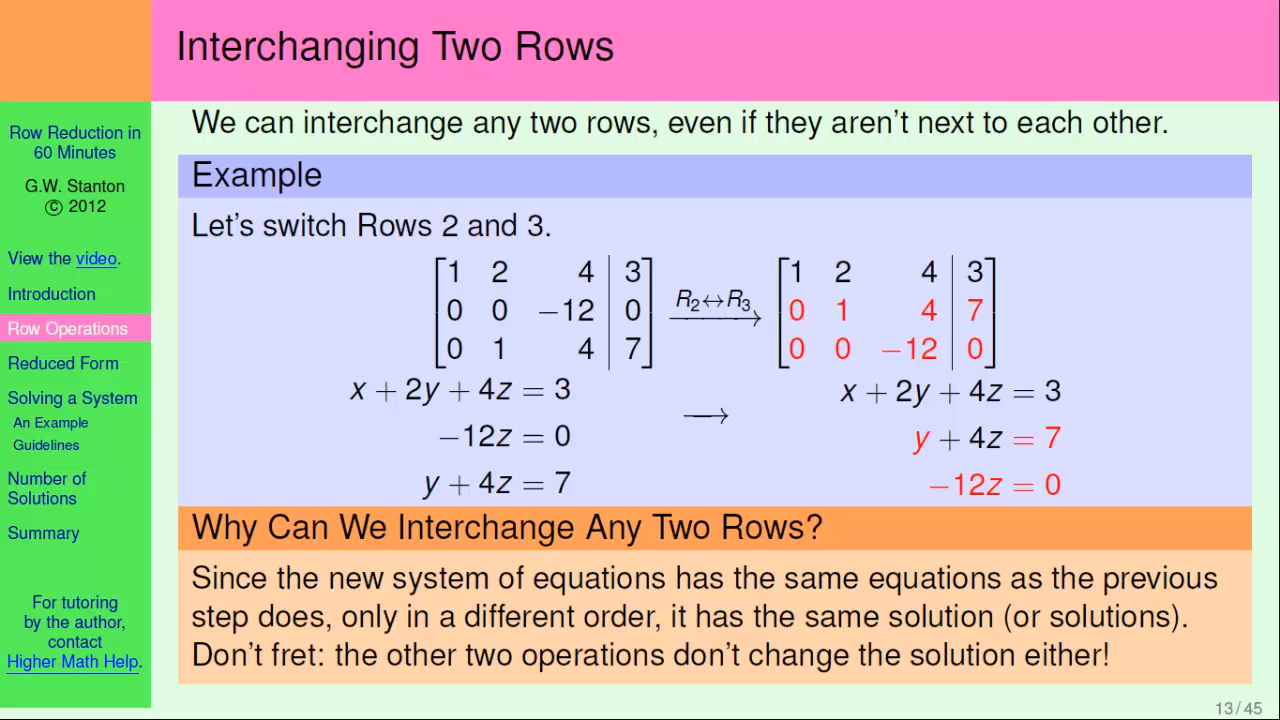 Interchanging Two Rows
Row Reduction in
60 Minutes
G.W. Stanton
© 2012
View the video.
Introduction
Row Operations
Reduced Form
Solving a System
An Example
Guidelines
Number of
Solutions
Summary
For tutoring
by the author,
contact
Higher Math Help.
We can interchange any two rows, even if they aren't next to each other.
Example
Let's switch Rows 2 and 3.
1 2 4 3 1 2 4 3
0 0 −12 0 R2↔R3 0 1 4 7
0 1 4 7 0 0 −12 0
x + 2y + 4z = 3 x + 2y + 4z = 3
−12z = 0 → y + 4z = 7
y + 4z = 7 −12z = 0
Why Can We Interchange Any Two Rows?
Since the new system of equations has the same equations as the previous
step does, only in a different order, it has the same solution (or solutions).
Don't fret: the other two operations don't change the solution either!
13 / 45